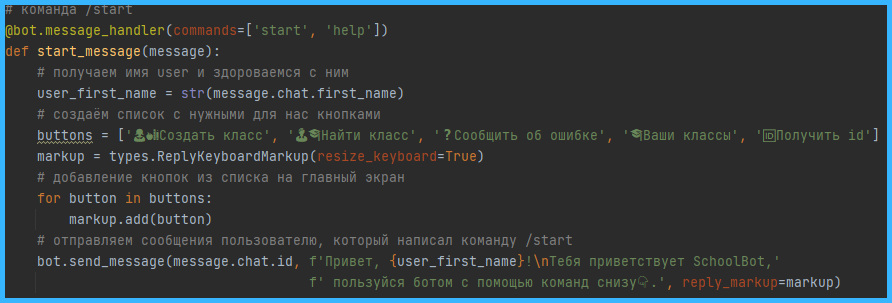 # команда /start
@bot.message_handler(commands=['start', 'help'])
def start_message(message):
    # получаем имя user и здороваемся с ним
    user_first_name = str(message.chat.first_name)
    # создаём список с нужными для нас кнопками
    buttons = ['👩‍🏫Создать класс', '👨‍🎓Найти класс', '❓Сообщить об ошибке', '🎓Ваши классы', '🆔Получить id']
    markup = types.ReplyKeyboardMarkup(resize_keyboard=True)
    # добавление кнопок из списка на главный экран
    for button in buttons:
        markup.add(button)
    # отправляем сообщения пользователю, который написал команду /start
    bot.send_message(message.chat.id, f'Привет, {user_first_name}!\nТебя приветствует SchoolBot,'
                                      f' пользуйся ботом с помощью команд снизу👇.', reply_markup=markup)